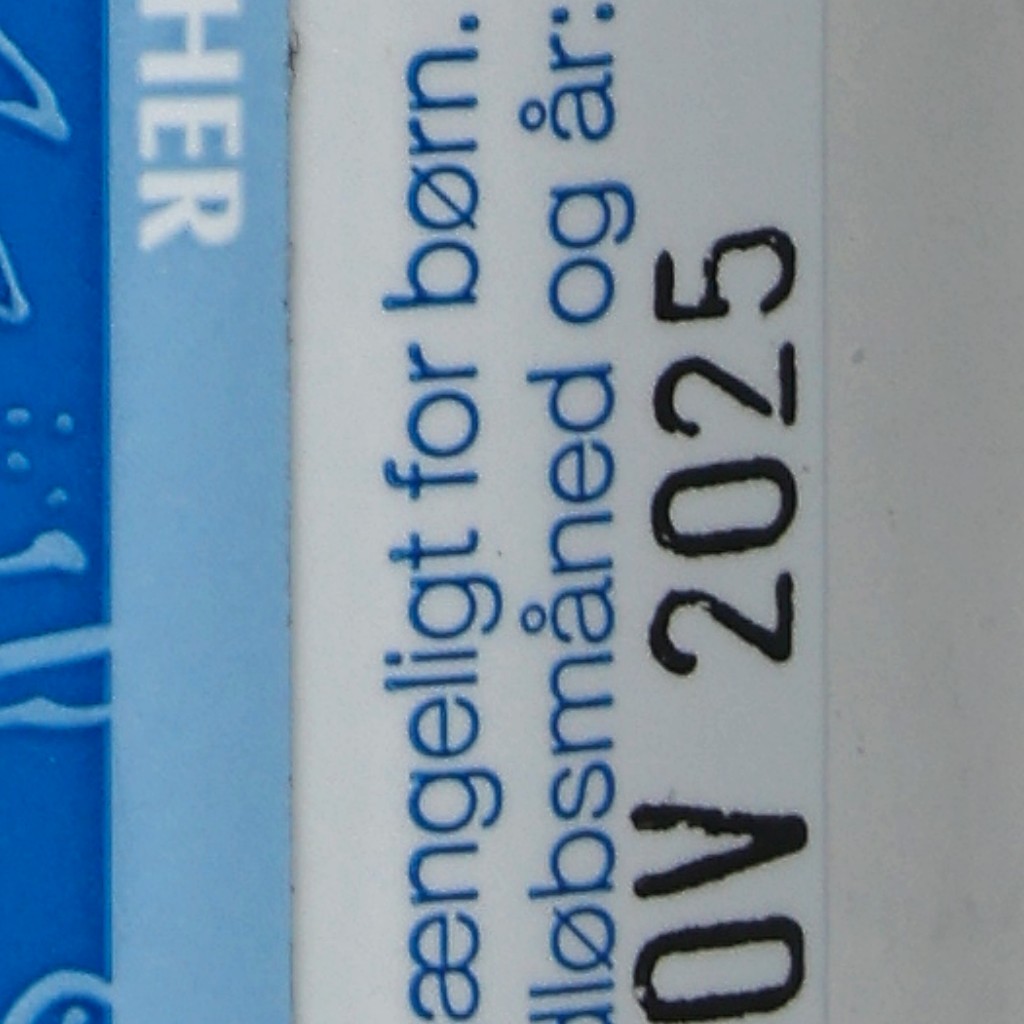 HER
ængeligt for børn.
dløbsmåned og år:
OV 2025